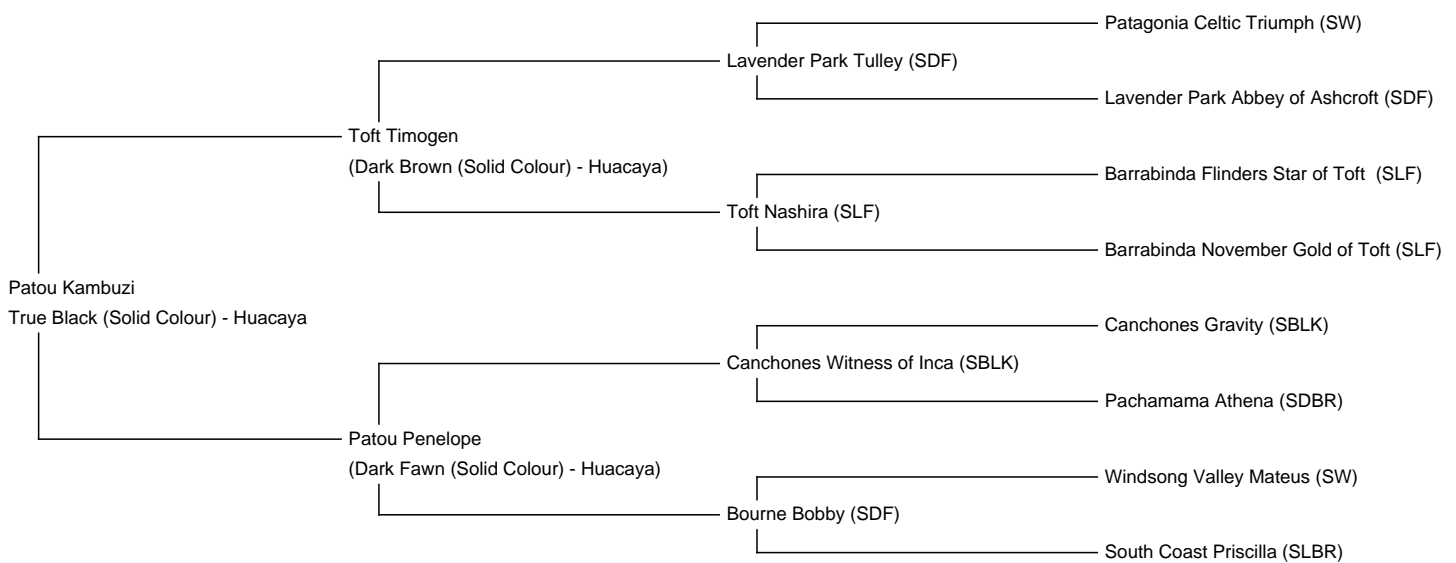 Patagonia Celtic Triumph (SW)
Lavender Park Tulley (SDF)
Lavender Park Abbey of Ashcroft (SDF)
Toft Timogen
(Dark Brown (Solid Colour) - Huacaya)
Barrabinda Flinders Star of Toft  (SLF)
Toft Nashira (SLF)
Barrabinda November Gold of Toft (SLF)
Patou Kambuzi
True Black (Solid Colour) - Huacaya
Canchones Gravity (SBLK)
Canchones Witness of Inca (SBLK)
Pachamama Athena (SDBR)
Patou Penelope
(Dark Fawn (Solid Colour) - Huacaya)
Windsong Valley Mateus (SW)
Bourne Bobby (SDF)
South Coast Priscilla (SLBR)